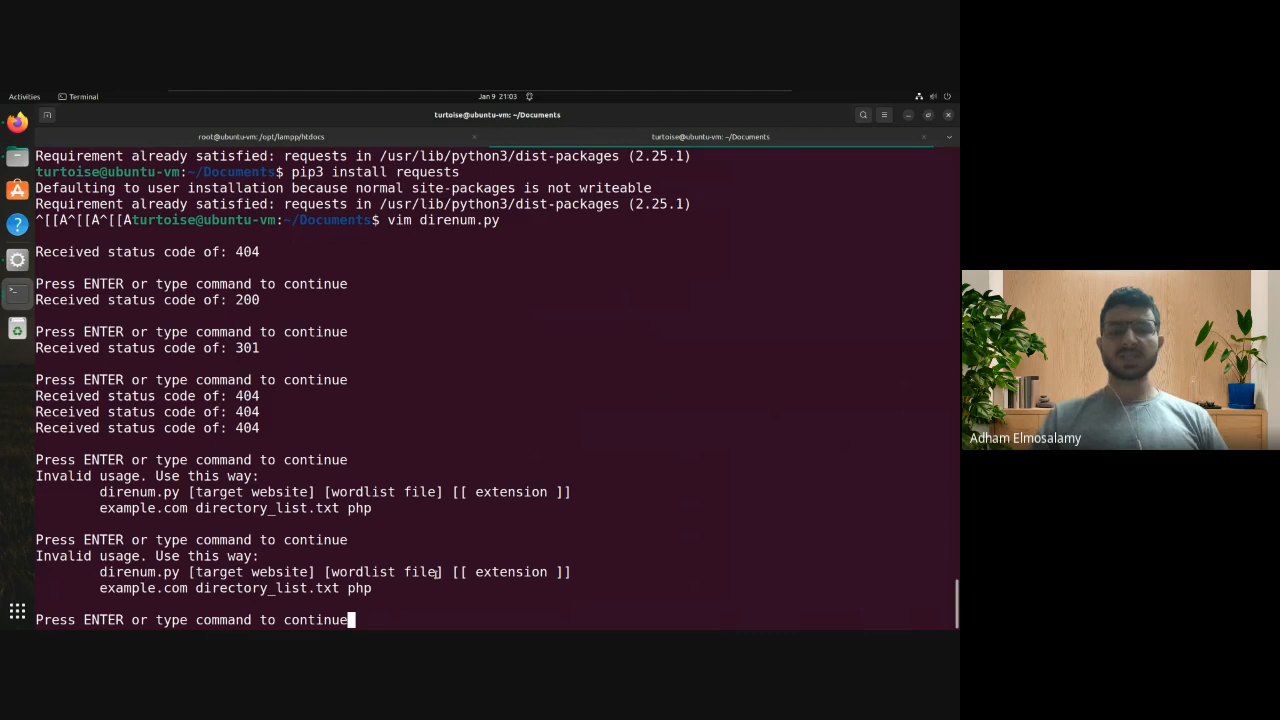 Activities
Terminal
Jan 9 21:03
turtoise@ubuntu-vm: ~/Documents
root@ubuntu-vm: /opt/lampp/htdocs
turtoise@ubuntu-vm: ~/Documents
Requirement already satisfied: requests in /usr/lib/python3/dist-packages (2.25.1)
turtoise@ubuntu-vm:~/Documents$ pip3 install requests
Defaulting to user installation because normal site-packages is not writeable
Requirement already satisfied: requests in /usr/lib/python3/dist-packages (2.25.1)
^[[A^[[A^[[Aturtoise@ubuntu-vm:~/Documents$ vim direnum.py
Received status code of: 404
Press ENTER or type command to continue
Received status code of: 200
Press ENTER or type command to continue
Received status code of: 301
Press ENTER or type command to continue
Received status code of: 404
Received status code of: 404
Received status code of: 404
Press ENTER or type command to continue
Invalid usage. Use this way:
direnum.py [target website] [wordlist file] [[ extension ]]
example.com directory_list.txt php
Press ENTER or type command to continue
Invalid usage. Use this way:
direnum.py [target website] [wordlist file] [[ extension ]]
example.com directory_list.txt php
Press ENTER or type command to continue
Adham Elmosalamy